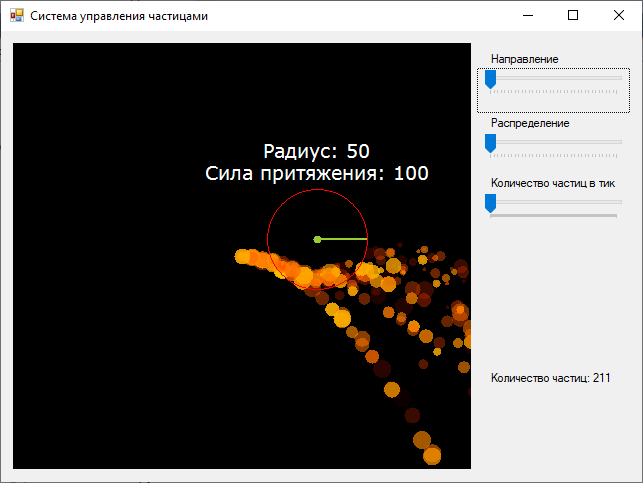 Система управления частицами
Направление
Распределение
Количество частиц в тик
Радиус: 50
Сила притяжения: 100
Количество частиц: 211